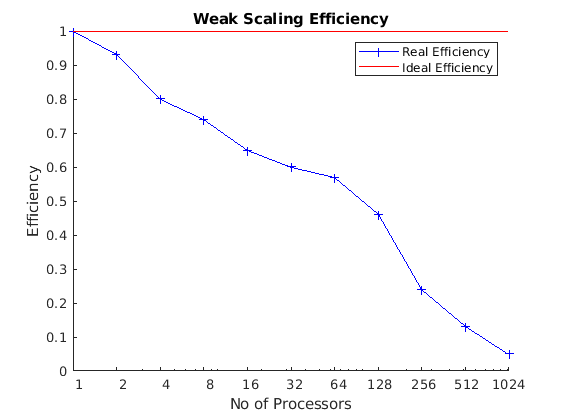 Weak Scaling Efficiency
Real Efficiency
Ideal Efficiency
1
0.9
0.8
0.7
0.6
0.5
0.4
0.3
0.2
0.1
0
Efficiency
1 2 4 8 16 32 64 128 256 512 1024
No of Processors